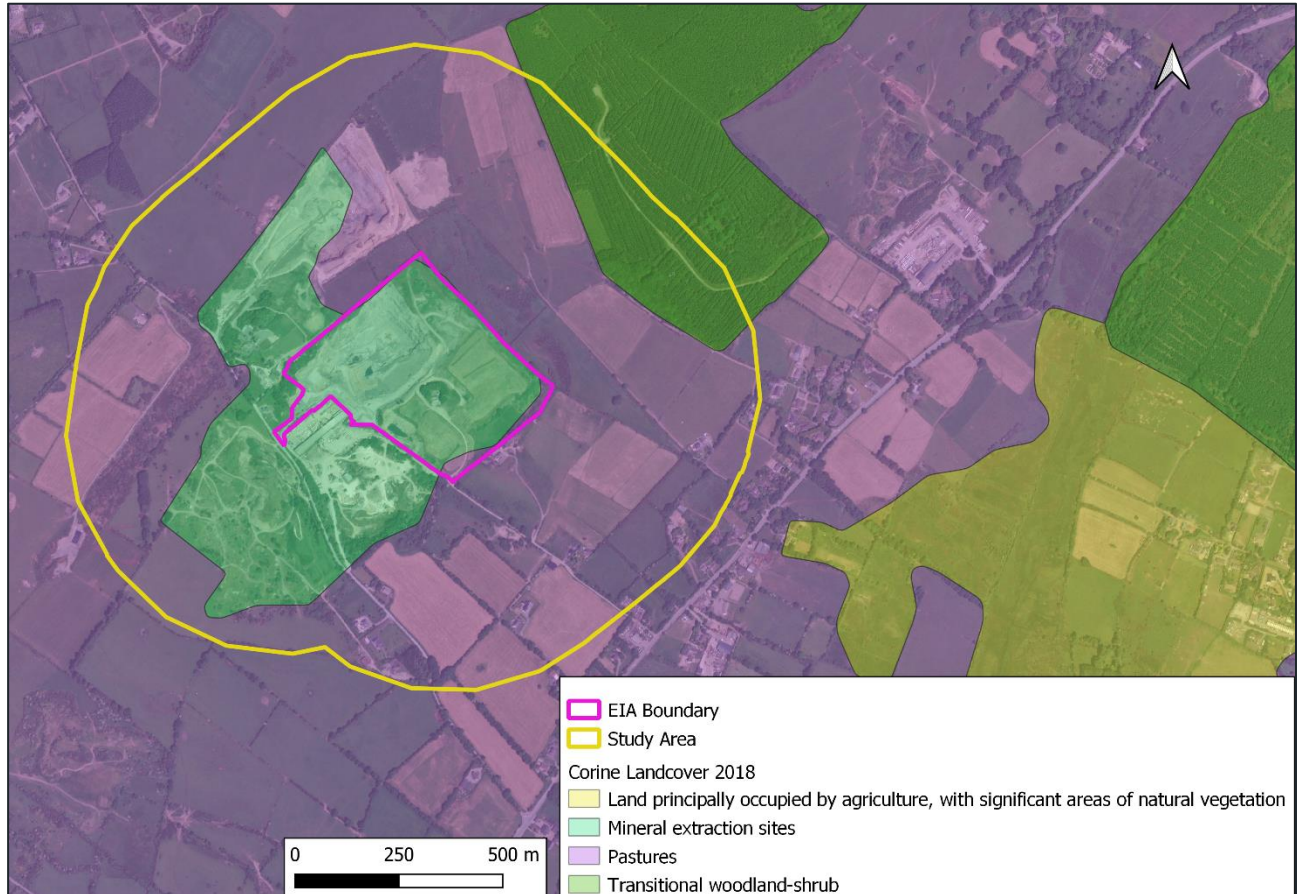 EIA Boundary
Study Area
Corine Landcover 2018
Land principally occupied by agriculture, with significant areas of natural vegetation
Mineral extraction sites
Pastures
Transitional woodland-shrub
0 250 500 m